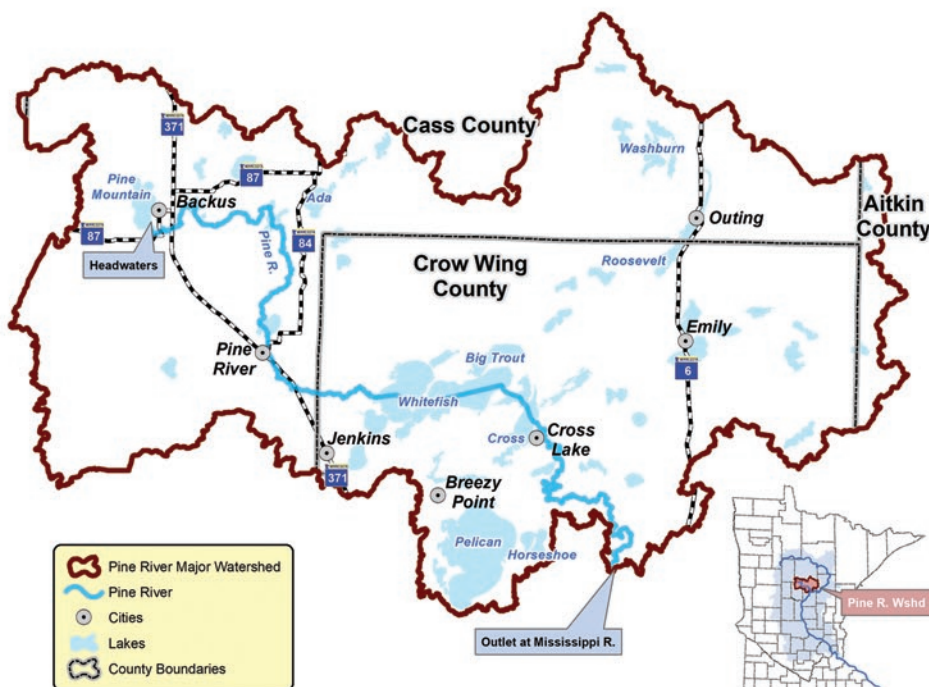 371
Cass County
Washburn
87
Pine
Mountain
Backus
Ada
Aitkin
County
Outing
87
84
Headwaters
Pine R.
Roosevelt
Crow Wing
County
Emily
Pine
River
Big Trout
6
Whitefish
Cross
Cross
Lake
Jenkins
371
Breezy
Point
Pelican
Horseshoe
Pine River Major Watershed
Pine River
Cities
Lakes
County Boundaries
Outlet at Mississippi R.
Pine R. Wshd